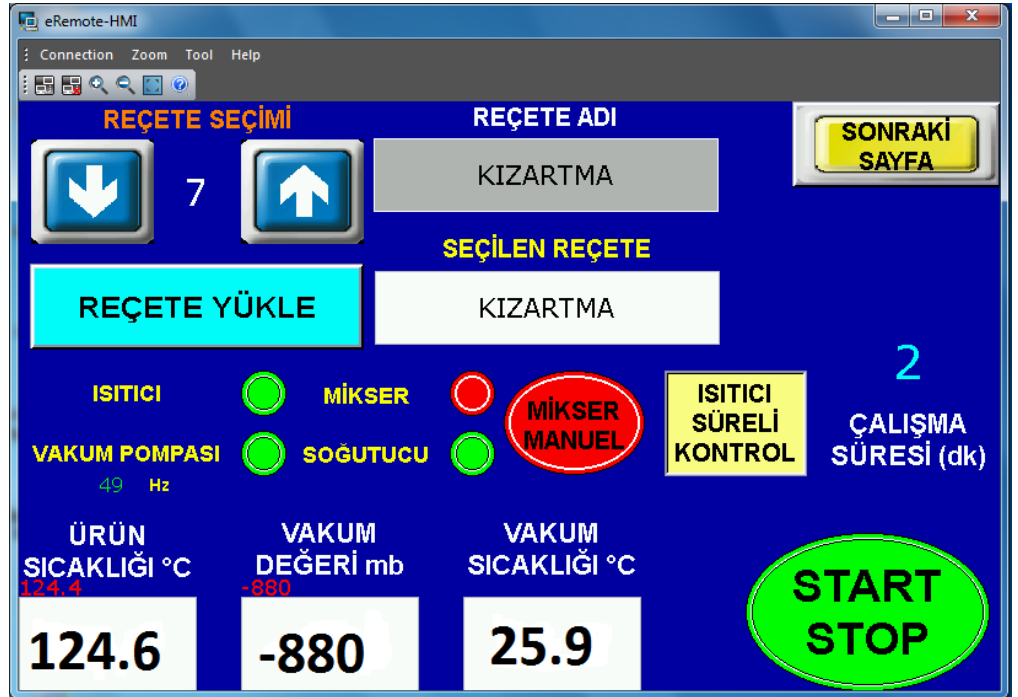 eRemote-HMI
Connection Zoom Tool Help
REÇETE SEÇİMİ
7
REÇETE ADI
KIZARTMA
SONRAKİ
SAYFA
SEÇİLEN REÇETE
REÇETE YÜKLE
KIZARTMA
2
ÇALIŞMA
SÜRESİ (dk)
ISITICI
MİKSER
MİKSER
MANUEL
ISITICI
SÜRELİ
KONTROL
VAKUM POMPASI
SOĞUTUCU
49 Hz
ÜRÜN
SICAKLIĞI °C
124.4
124.6
VAKUM
DEĞERİ mb
-880
-880
VAKUM
SICAKLIĞI °C
25.9
START
STOP